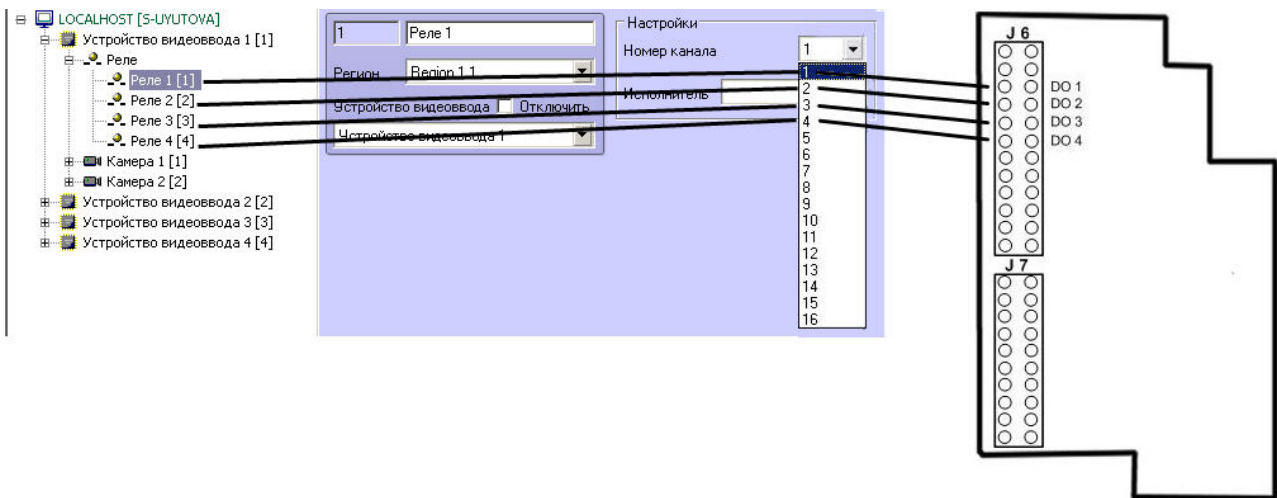 LOCALHOST [S-UYUTOVA]
Устройство видеоввода 1 [1]
Реле
Реле 1 [1]
Реле 2 [2]
Реле 3 [3]
Реле 4 [4]
Камера 1 [1]
Камера 2 [2]
Устройство видеоввода 2 [2]
Устройство видеоввода 3 [3]
Устройство видеоввода 4 [4]
1
Реле 1
Регион
Region 1.1
Устройство видеоввода
Отключить
Устройство видеоввода 1
Настройки
Номер канала
1
Исполнитель
1
2
3
4
5
6
7
8
9
10
11
12
13
14
15
16
J 6
DO 1
DO 2
DO 3
DO 4
J 7